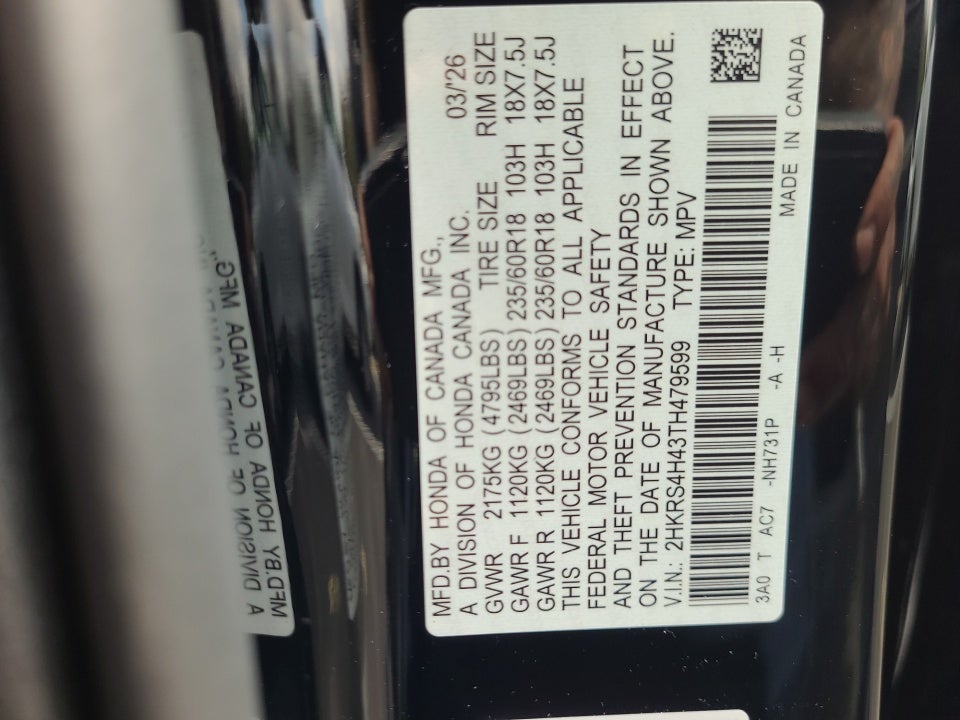 MFD.BY HONDA OF CANADA MFG., 03/'26
A DIVISION OF HONDA CANADA INC.
GVWR 2175KG (4795LBS) TIRE SIZE RIM SIZE
GAWR F 1120KG (2469LBS) 235/60R18 103H 18X7.5J
GAWR R 1120KG (2469LBS) 235/60R18 103H 18X7.5J
THIS VEHICLE CONFORMS TO ALL APPLICABLE
FEDERAL MOTOR VEHICLE SAFETY
AND THEFT PREVENTION STANDARDS IN EFFECT
ON THE DATE OF MANUFACTURE SHOWN ABOVE.
V.I.N.: 2HKRS4H43TH479599 TYPE: MPV
3A0 T AC7 -NH731P -A -H
MADE IN CANADA
MFD.BY HONDA OF CANADA MFG.,
A DIVISION OF HONDA CANADA